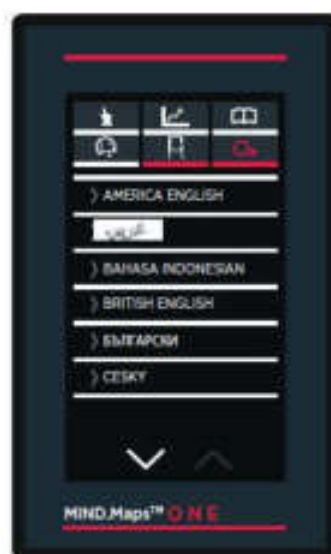 > AMERICA ENGLISH
> BAHASA INDONESIAN
> BRITISH ENGLISH
> БЪЛГАРСКИ
> CESKY
MIND.Maps™ ONE